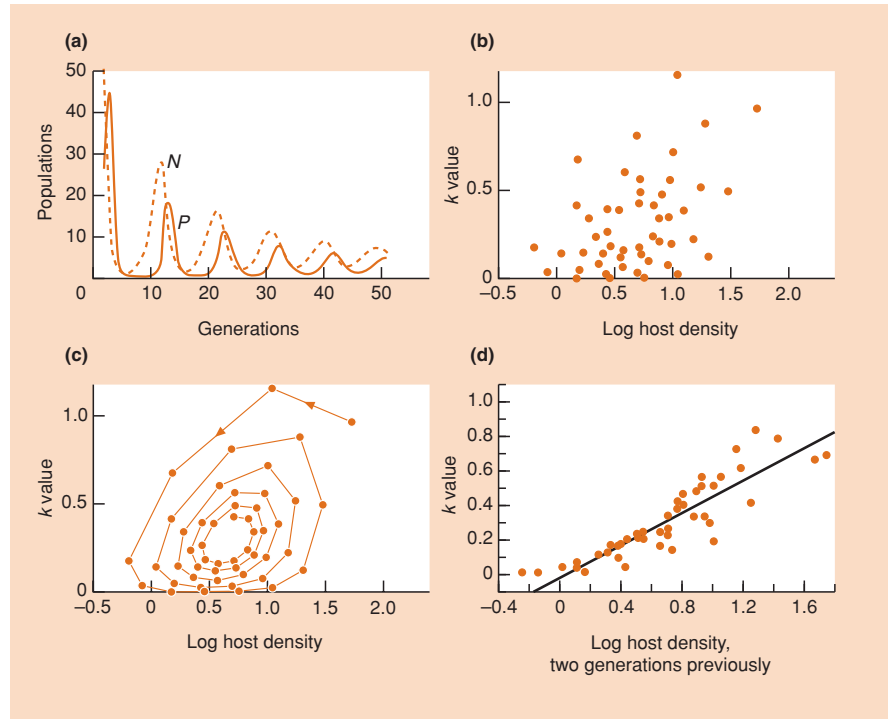 (a)
50
40
30
20
10
0
10
20
30
40
50
Populations
Generations
N
P
(b)
1.0
0.5
0
–0.5
0
0.5
1.0
2.0
k value
Log host density
(c)
1.0
0.5
0
–0.5
0
0.5
1.0
2.0
k value
Log host density
(d)
1.0
0.8
0.6
0.4
0.2
0
–0.4
0
0.4
0.8
1.2
1.6
k value
Log host density,
two generations previously